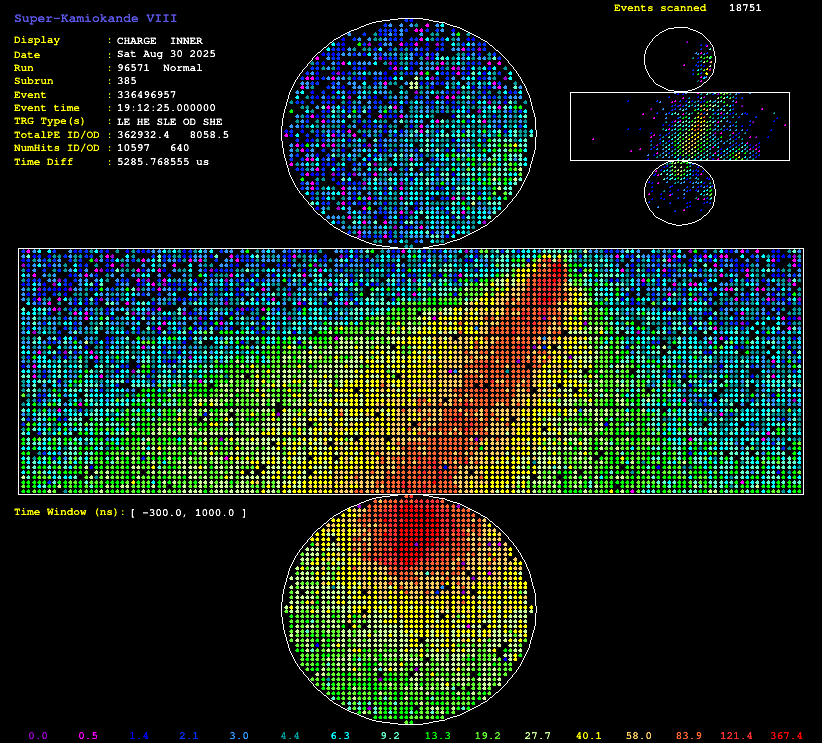 Super-Kamiokande VIII
Events scanned 18751
Display : CHARGE INNER
Date : Sat Aug 30 2025
Run : 96571 Normal
Subrun : 385
Event : 336496957
Event time : 19:12:25.000000
TRG Type(s) : LE HE SLE OD SHE
TotalPE ID/OD : 362932.4 8058.5
NumHits ID/OD : 10597 640
Time Diff : 5285.768555 us
Time Window (ns): [ -300.0, 1000.0 ]
0.0 0.5 1.4 2.1 3.0 4.4 6.3 9.2 13.3 19.2 27.7 40.1 58.0 83.9 121.4 367.4